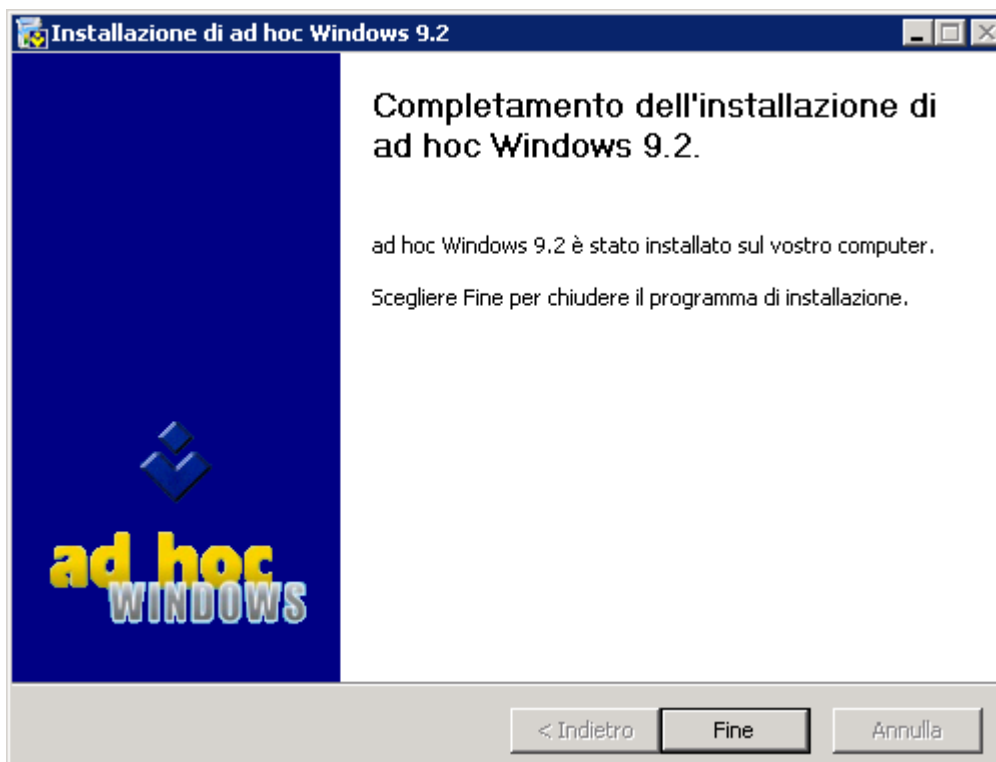 Installazione di ad hoc Windows 9.2
Completamento dell'installazione di
ad hoc Windows 9.2.
ad hoc Windows 9.2 è stato installato sul vostro computer.
Scegliere Fine per chiudere il programma di installazione.
ad hoc
WINDOWS
< Indietro
Fine
Annulla